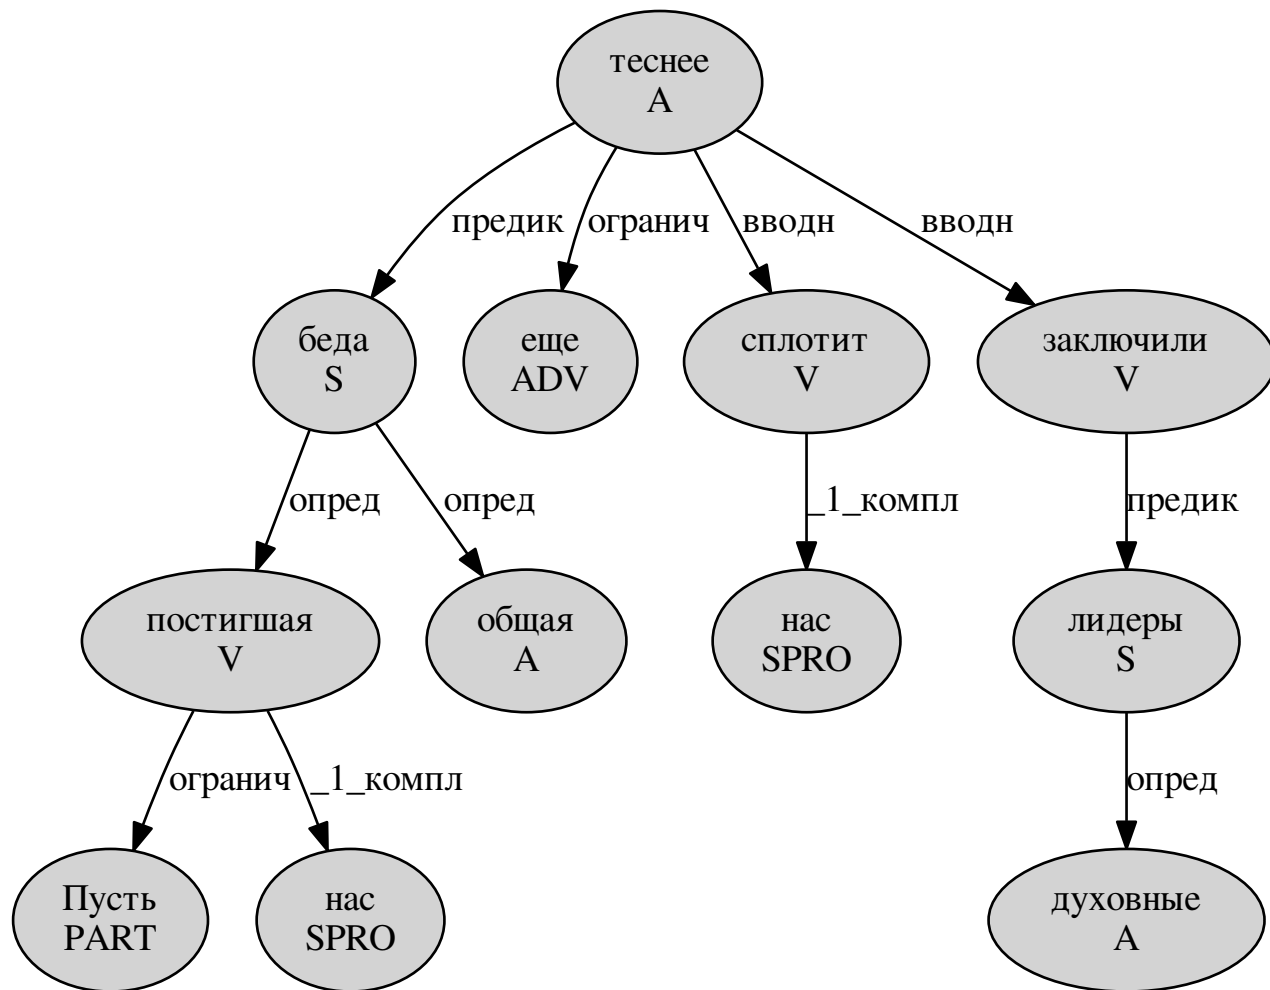 теснее
A
предик
огранич
вводн
вводн
беда
S
еще
ADV
сплотит
V
заключили
V
опред
опред
_1_компл
предик
постигшая
V
общая
A
нас
SPRO
лидеры
S
огранич
_1_компл
опред
Пусть
PART
нас
SPRO
духовные
A